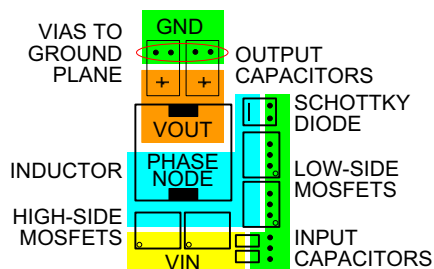 GND
VIAS TO
GROUND
PLANE
OUTPUT
CAPACITORS
VOUT
SCHOTTKY
DIODE
INDUCTOR
PHASE
NODE
LOW-SIDE
MOSFETS
HIGH-SIDE
MOSFETS
VIN
INPUT
CAPACITORS